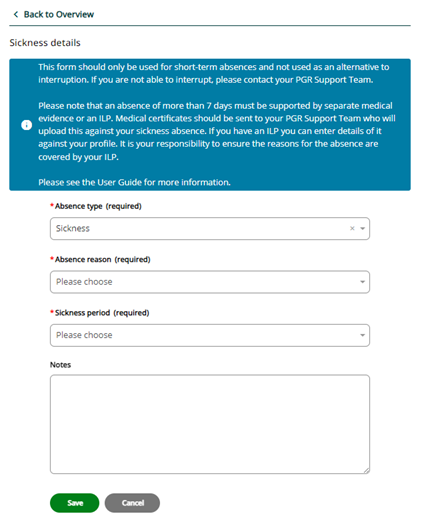 Back to Overview
Sickness details
This form should only be used for short-term absences and not used as an alternative to
interruption. If you are not able to interrupt, please contact your PGR Support Team.
Please note that an absence of more than 7 days must be supported by separate medical
evidence or an ILP. Medical certificates should be sent to your PGR Support Team who will
upload this against your sickness absence. If you have an ILP you can enter details of it
against your profile. It is your responsibility to ensure the reasons for the absence are
covered by your ILP.
Please see the User Guide for more information.
* Absence type (required)
Sickness
* Absence reason (required)
Please choose
* Sickness period (required)
Please choose
Notes
Save Cancel